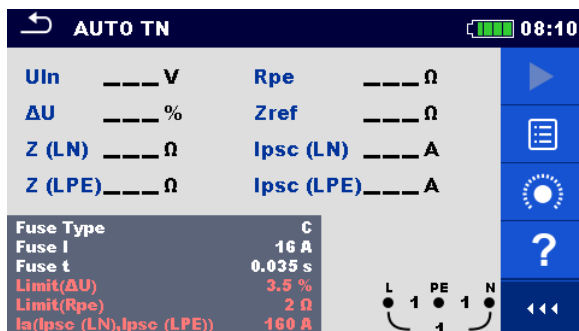 AUTO TN 08:10
Uln ___V Rpe ___Ω
ΔU ___% Zref ___Ω
Z (LN) ___Ω Ipsc (LN) ___A
Z (LPE)___Ω Ipsc (LPE)___A
Fuse Type C
Fuse I 16 A
Fuse t 0.035 s
Limit(ΔU) 3.5 %
Limit(Rpe) 2 Ω
Ia(Ipsc (LN),Ipsc (LPE)) 160 A
L PE N
1 1
1
?